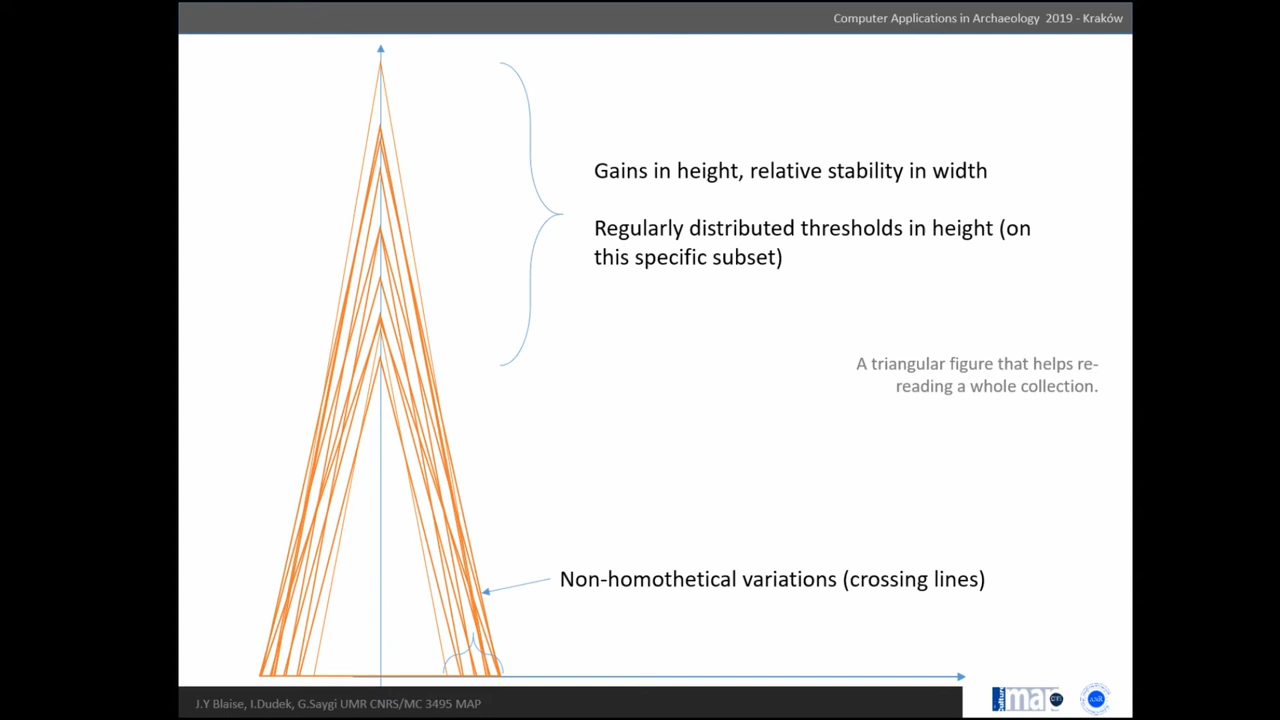 Computer Applications in Archaeology 2019 - Kraków
Gains in height, relative stability in width
Regularly distributed thresholds in height (on
this specific subset)
A triangular figure that helps re-
reading a whole collection.
Non-homothetical variations (crossing lines)
J.Y Blaise, I.Dudek, G.Saygi UMR CNRS/MC 3495 MAP
map